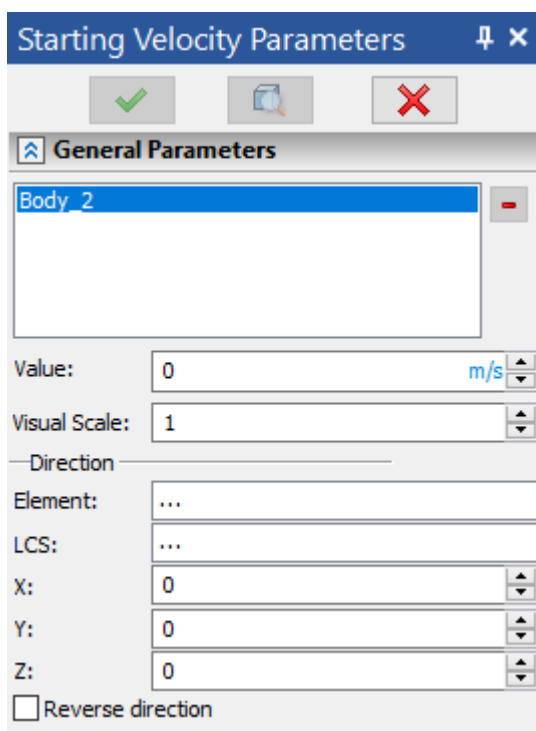 Starting Velocity Parameters
General Parameters
Body_2
Value: 0 m/s
Visual Scale: 1
Direction
Element: ...
LCS: ...
X: 0
Y: 0
Z: 0
Reverse direction